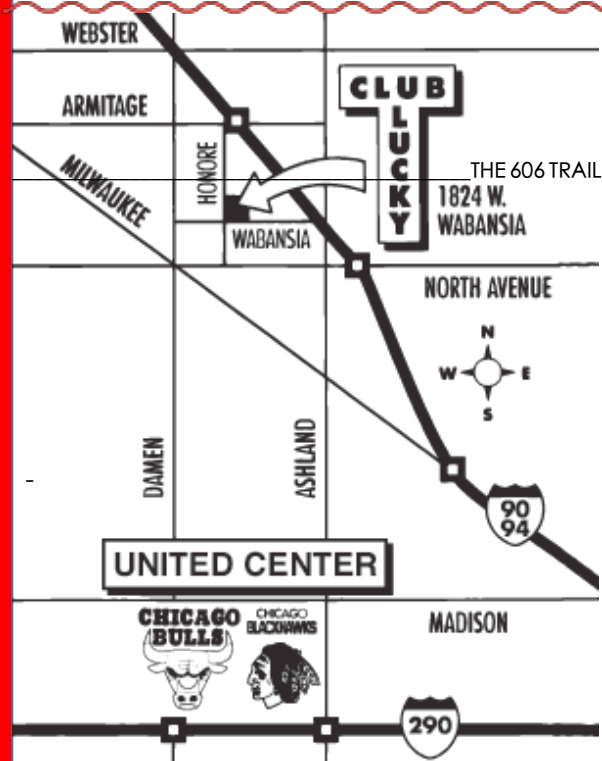 WEBSTER
ARMITAGE
MILWAUKEE
HONORE
CLUB
LUCKY
THE 606 TRAIL
1824 W.
WABANSIA
WABANSIA
NORTH AVENUE
N
W E
S
DAMEN
ASHLAND
90
94
UNITED CENTER
CHICAGO
BULLS
CHICAGO
BLACKHAWKS
MADISON
290